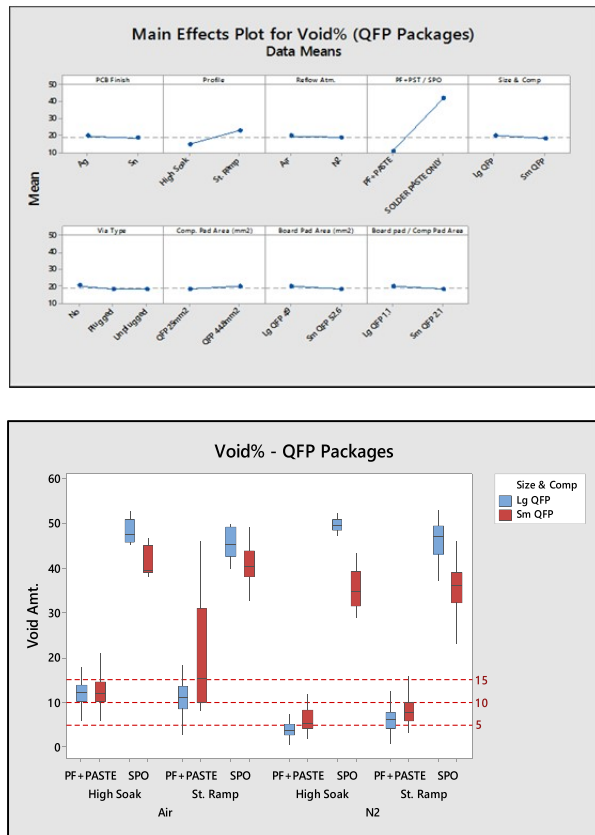 Main Effects Plot for Void% (QFP Packages)
Data Means
PCB Finish Profile Reflow Atm. PF+PST / SPO Size & Comp
50
40
30
20
10
Ag Sn High Soak St. Ramp Air N2 PF+PASTE SOLDER PASTE ONLY Lg QFP Sm QFP
Mean
Via Type Comp. Pad Area (mm2) Board Pad Area (mm2) Board pad / Comp Pad Area
50
40
30
20
10
No Plugged Unplugged QFP 25mm2 QFP 44.8mm2 Lg QFP 49 Sm QFP 52.6 Lg QFP 1.1 Sm QFP 2.1
Void% - QFP Packages
Size & Comp
Lg QFP
Sm QFP
Void Amt.
60
50
40
30
20
10
0
15
10
5
PF+PASTE SPO PF+PASTE SPO PF+PASTE SPO PF+PASTE SPO
High Soak St. Ramp High Soak St. Ramp
Air N2